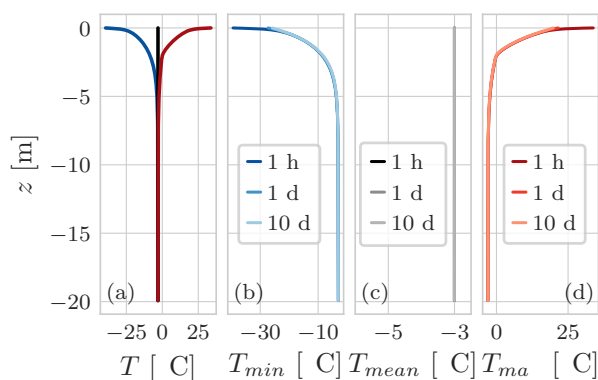 0
−5
−10
−15
−20
z [m]
(a)
−25 0 25
T [ C]
1 h
1 d
10 d
(b)
−30 −10
T_min [ C]
1 h
1 d
10 d
(c)
−5 −3
T_mean [ C]
1 h
1 d
10 d
(d)
0 25
T_ma [ C]